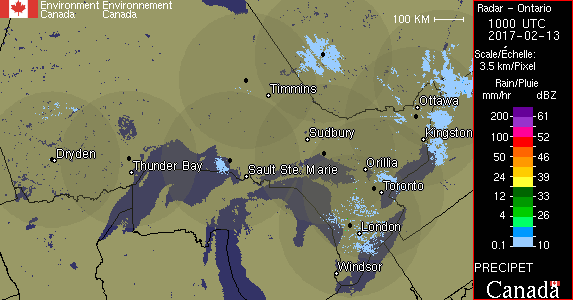 Environment Environnement
Canada Canada
100 KM
Timmins
Ottawa
Sudbury
Kingston
Dryden
Thunder Bay
Sault Ste. Marie
Orillia
Toronto
London
Windsor
Radar - Ontario
1000 UTC
2017-02-13
Scale/Échelle:
3.5 km/Pixel
Rain/Pluie
mm/hr dBZ
200 61
100 52
50 46
24 39
12 33
4 26
0.1 10
PRECIPET
Canada